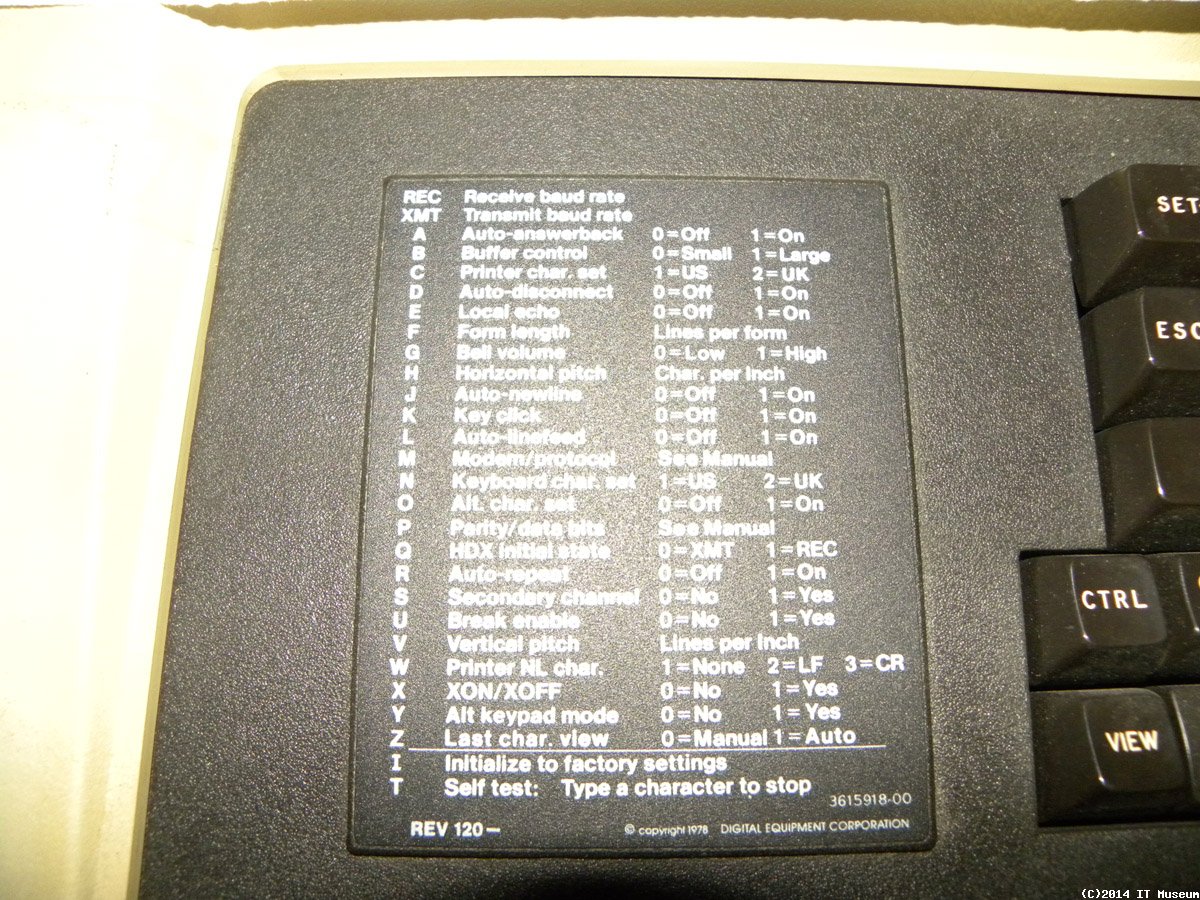 REC Receive baud rate
XMT Transmit baud rate
A Auto-answerback 0=Off 1=On
B Buffer control 0=Small 1=Large
C Printer char. set 1=US 2=UK
D Auto-disconnect 0=Off 1=On
E Local echo 0=Off 1=On
F Form length Lines per form
G Bell volume 0=Low 1=High
H Horizontal pitch Char. per inch
J Auto-newline 0=Off 1=On
K Key click 0=Off 1=On
L Auto-linefeed 0=Off 1=On
M Modem/protocol See Manual
N Keyboard char. set 1=US 2=UK
O Alt. char. set 0=Off 1=On
P Parity/data bits See Manual
Q HDX initial state 0=XMT 1=REC
R Auto-repeat 0=Off 1=On
S Secondary channel 0=No 1=Yes
U Break enable 0=No 1=Yes
V Vertical pitch Lines per inch
W Printer NL char. 1=None 2=LF 3=CR
X XON/XOFF 0=No 1=Yes
Y Alt keypad mode 0=No 1=Yes
Z Last char. view 0=Manual 1=Auto
I Initialize to factory settings
T Self test: Type a character to stop
3615918-00
REV 120— © copyright 1978 DIGITAL EQUIPMENT CORPORATION
SET-
ESC
CTRL
VIEW
(C)2014 IT Museum